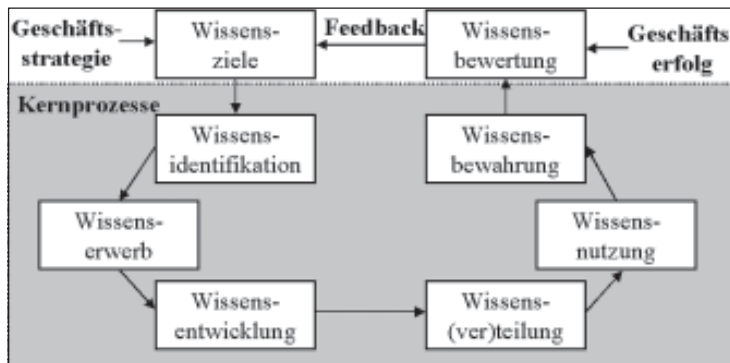 Geschäfts-
strategie
Wissens-
ziele
Feedback
Wissens-
bewertung
Geschäfts
erfolg
Kernprozesse
Wissens-
identifikation
Wissens-
bewahrung
Wissens-
erwerb
Wissens-
nutzung
Wissens-
entwicklung
Wissens-
(ver)teilung